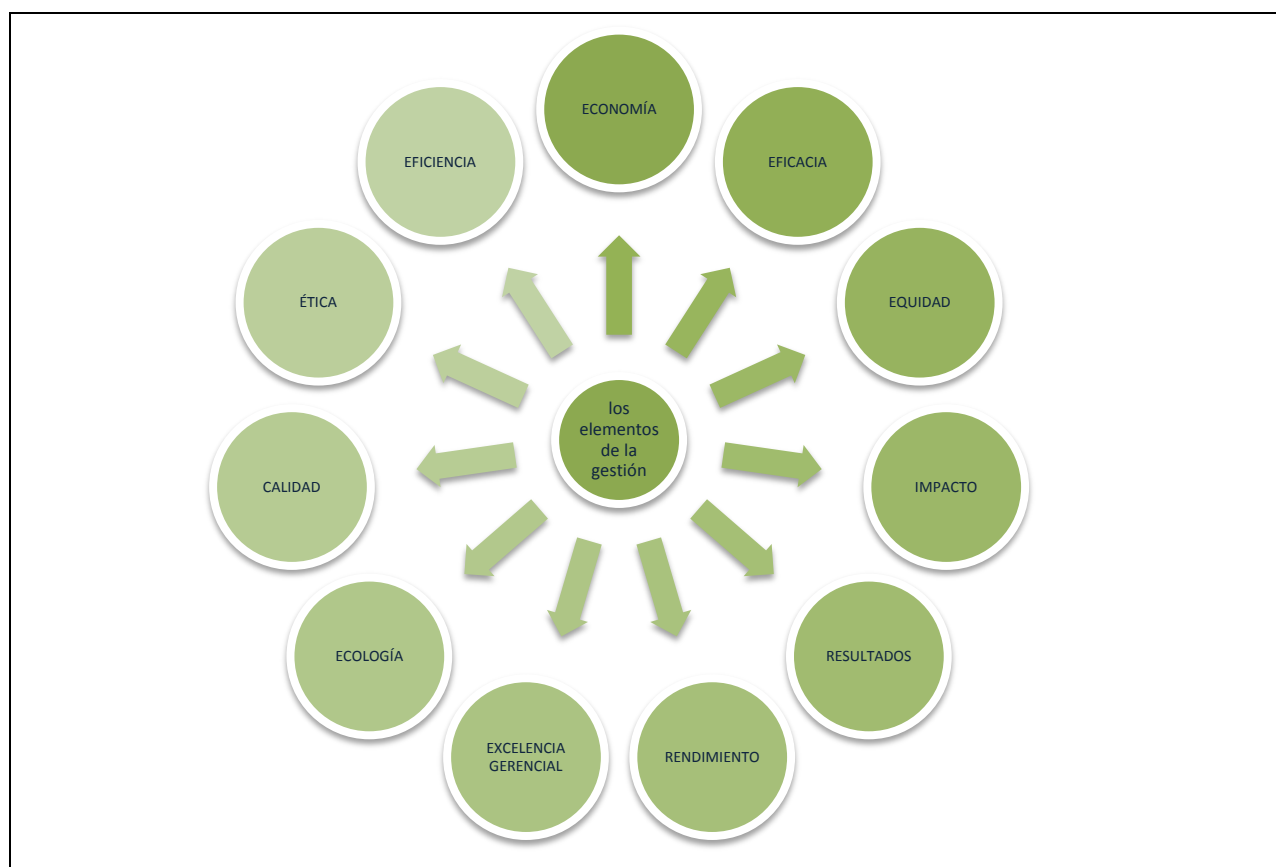 ECONOMÍA
EFICACIA
EQUIDAD
IMPACTO
RESULTADOS
RENDIMIENTO
EXCELENCIA
GERENCIAL
ECOLOGÍA
CALIDAD
ÉTICA
EFICIENCIA
los
elementos
de la
gestión